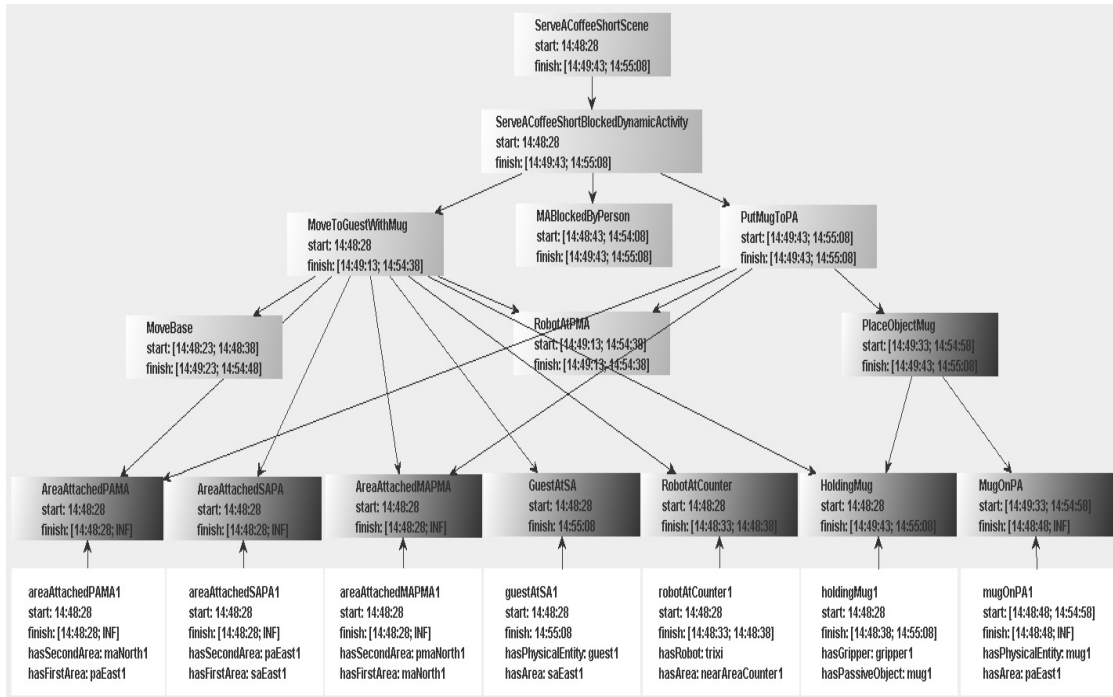 ServeACoffeeShortScene
start: 14:48:28
finish: [14:49:43; 14:55:08]
ServeACoffeeShortBlockedDynamicActivity
start: 14:48:28
finish: [14:49:43; 14:55:08]
MoveToGuestWithMug
start: 14:48:28
finish: [14:49:13; 14:54:38]
MABlockedByPerson
start: [14:48:43; 14:54:08]
finish: [14:49:43; 14:55:08]
PutMugToPA
start: [14:49:43; 14:55:08]
finish: [14:49:43; 14:55:08]
MoveBase
start: [14:48:23; 14:48:38]
finish: [14:49:23; 14:54:48]
RobotAtPMA
start: [14:49:13; 14:54:38]
finish: [14:49:13; 14:54:38]
PlaceObjectMug
start: [14:49:33; 14:54:58]
finish: [14:49:43; 14:55:08]
AreaAttachedPAMA
start: 14:48:28
finish: [14:48:28; INF]
AreaAttachedSAPA
start: 14:48:28
finish: [14:48:28; INF]
AreaAttachedMAPMA
start: 14:48:28
finish: [14:48:28; INF]
GuestAtSA
start: 14:48:28
finish: 14:55:08
RobotAtCounter
start: 14:48:28
finish: [14:48:33; 14:48:38]
HoldingMug
start: 14:48:28
finish: [14:49:43; 14:55:08]
MugOnPA
start: [14:49:33; 14:54:58]
finish: [14:48:48; INF]
areaAttachedPAMA1
start: 14:48:28
finish: [14:48:28; INF]
hasSecondArea: maNorth1
hasFirstArea: paEast1
areaAttachedSAPA1
start: 14:48:28
finish: [14:48:28; INF]
hasSecondArea: paEast1
hasFirstArea: saEast1
areaAttachedMAPMA1
start: 14:48:28
finish: [14:48:28; INF]
hasSecondArea: pmaNorth1
hasFirstArea: maNorth1
guestAtSA1
start: 14:48:28
finish: 14:55:08
hasPhysicalEntity: guest1
hasArea: saEast1
robotAtCounter1
start: 14:48:28
finish: [14:48:33; 14:48:38]
hasRobot: trixi
hasArea: nearAreaCounter1
holdingMug1
start: 14:48:28
finish: [14:48:38; 14:55:08]
hasGripper: gripper1
hasPassiveObject: mug1
mugOnPA1
start: [14:48:48; 14:54:58]
finish: [14:48:48; INF]
hasPhysicalEntity: mug1
hasArea: paEast1